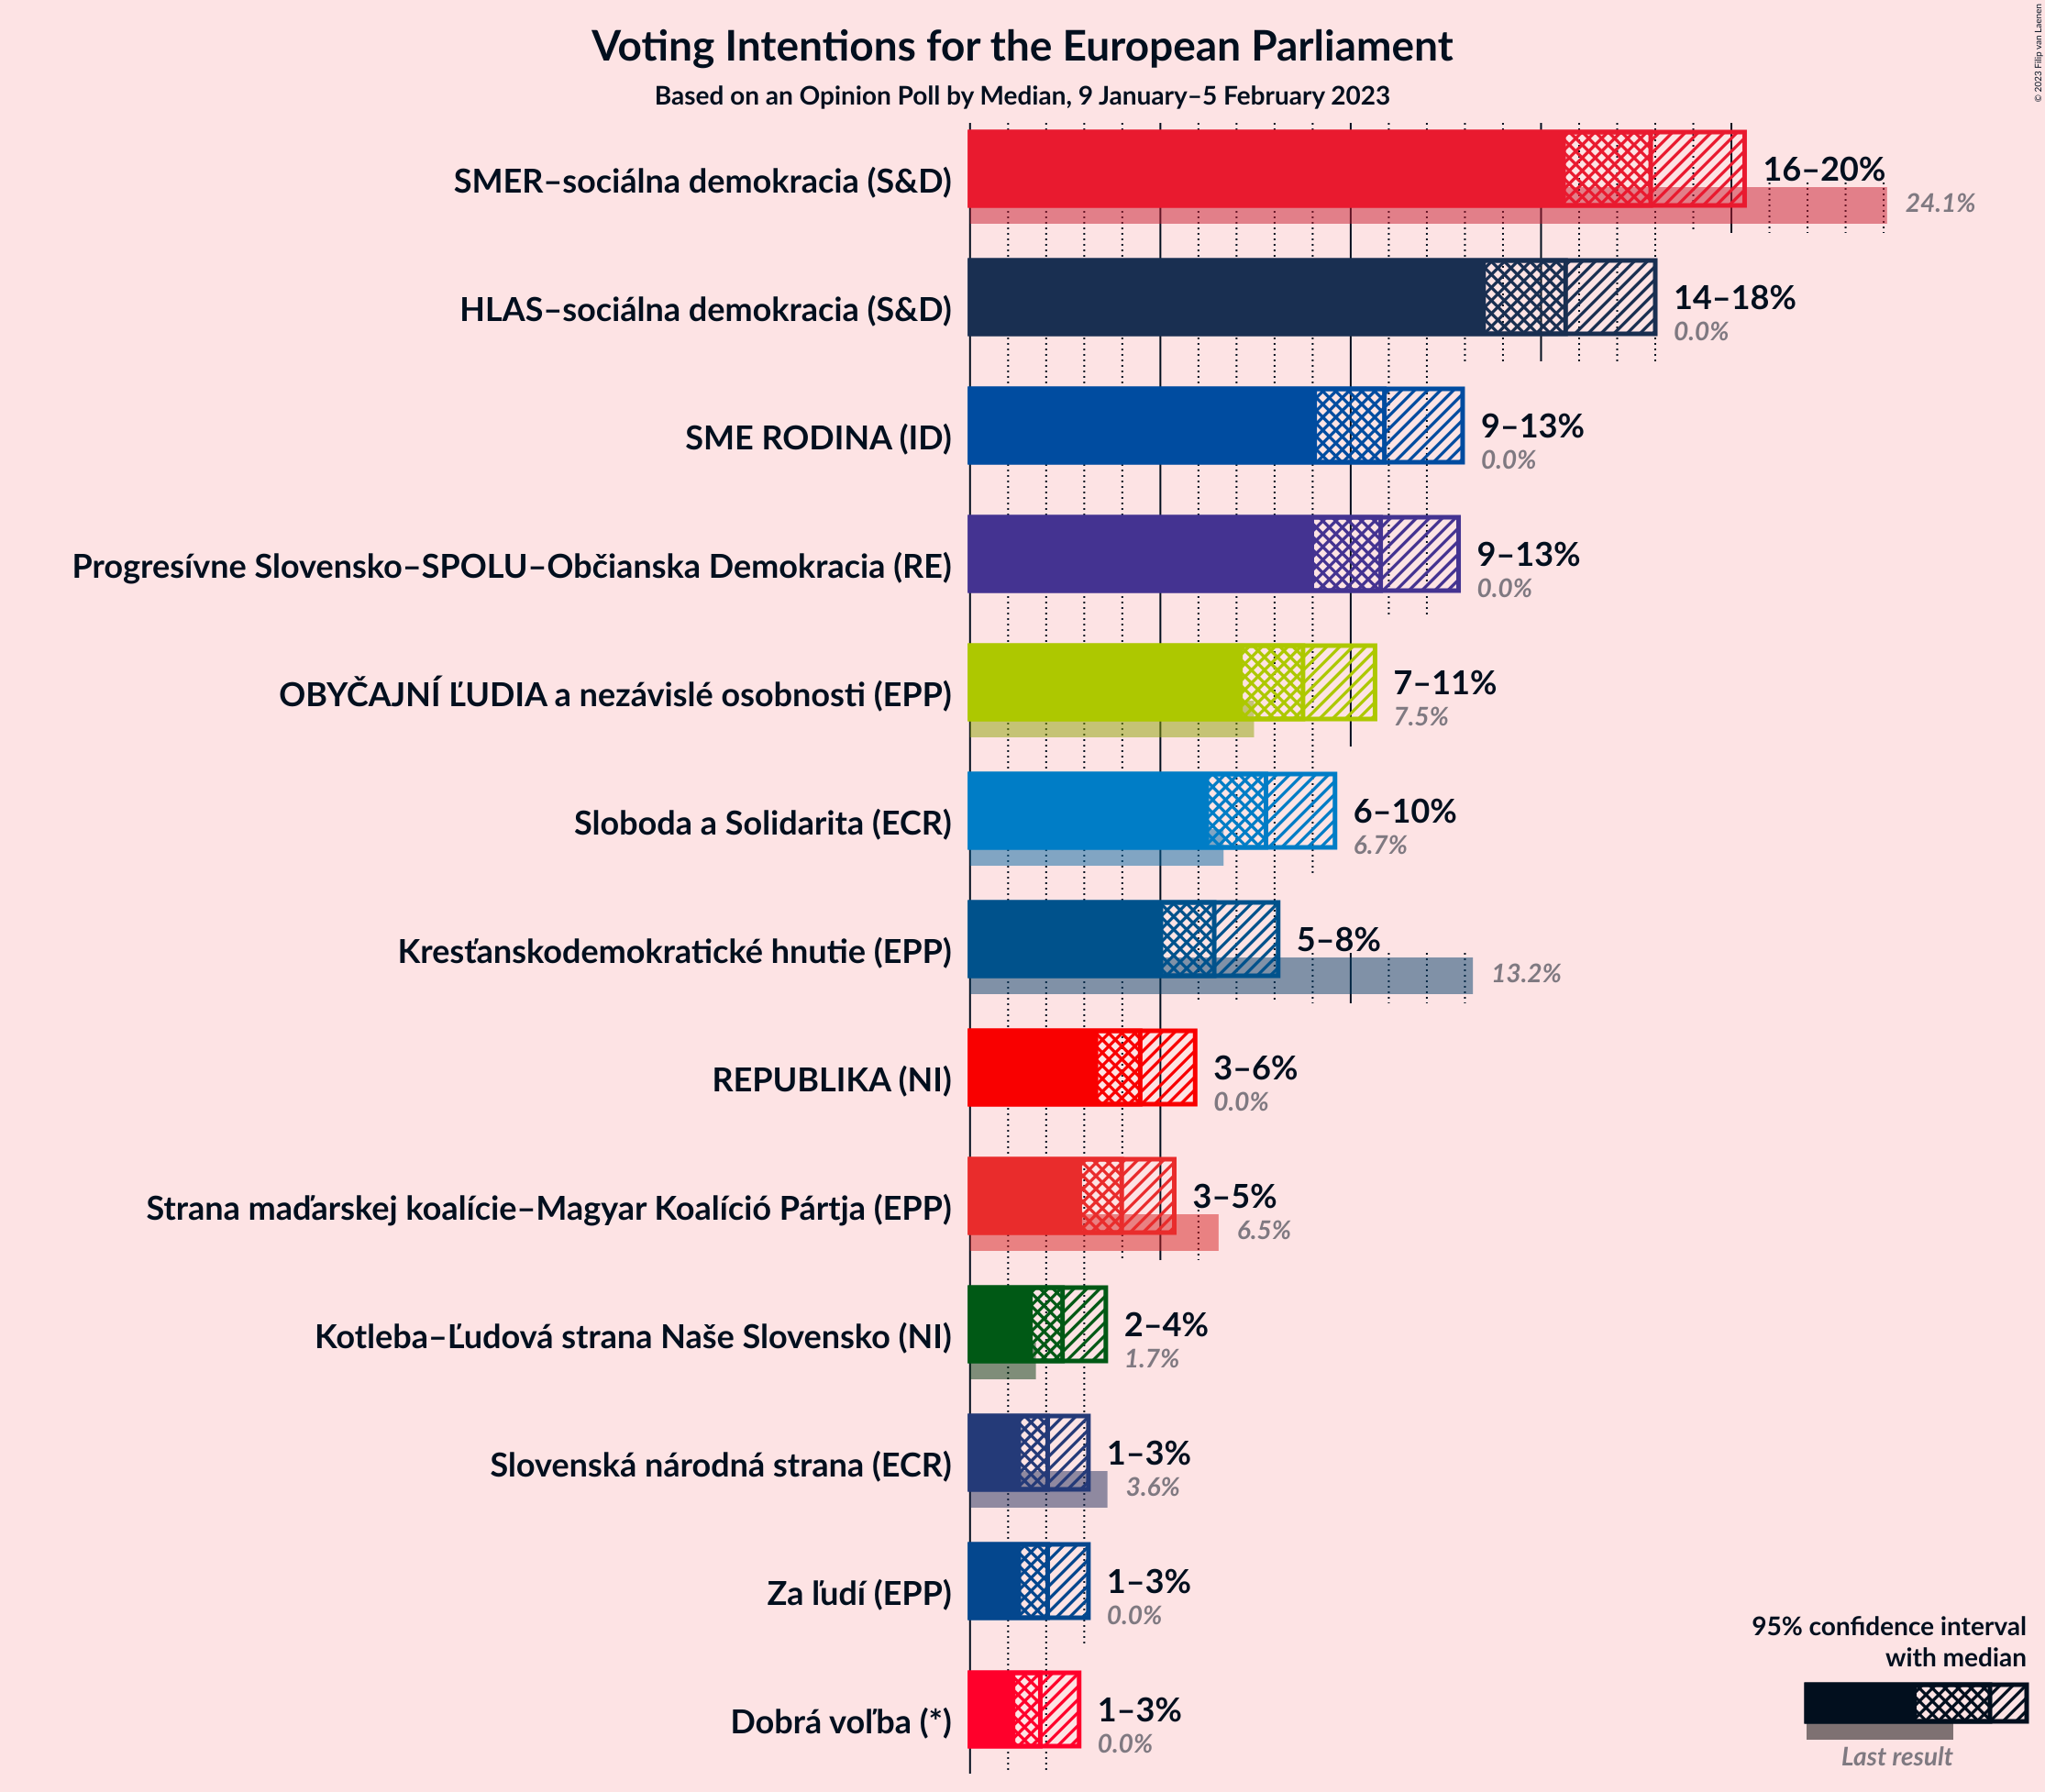 © 2023 Filip van Laenen
Voting Intentions for the European Parliament
Based on an Opinion Poll by Median, 9 January–5 February 2023
SMER–sociálna demokracia (S&D)
16–20%
24.1%
HLAS–sociálna demokracia (S&D)
14–18%
0.0%
SME RODINA (ID)
9–13%
0.0%
Progresívne Slovensko–SPOLU–Občianska Demokracia (RE)
9–13%
0.0%
OBYČAJNÍ ĽUDIA a nezávislé osobnosti (EPP)
7–11%
7.5%
Sloboda a Solidarita (ECR)
6–10%
6.7%
Kresťanskodemokratické hnutie (EPP)
5–8%
13.2%
REPUBLIKA (NI)
3–6%
0.0%
Strana maďarskej koalície–Magyar Koalíció Pártja (EPP)
3–5%
6.5%
Kotleba–Ľudová strana Naše Slovensko (NI)
2–4%
1.7%
Slovenská národná strana (ECR)
1–3%
3.6%
Za ľudí (EPP)
1–3%
0.0%
Dobrá voľba (*)
1–3%
0.0%
95% confidence interval
with median
Last result